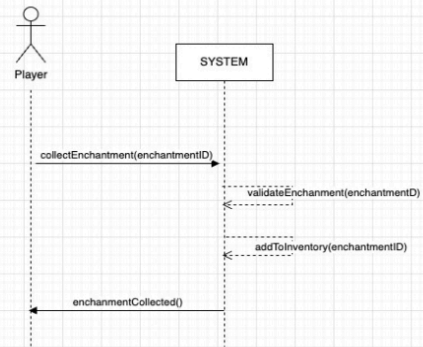 SYSTEM
Player
collectEnchantment(enchantmentID)
validateEnchanment(enchantmentD)
addToInventory(enchantmentID)
enchanmentCollected()